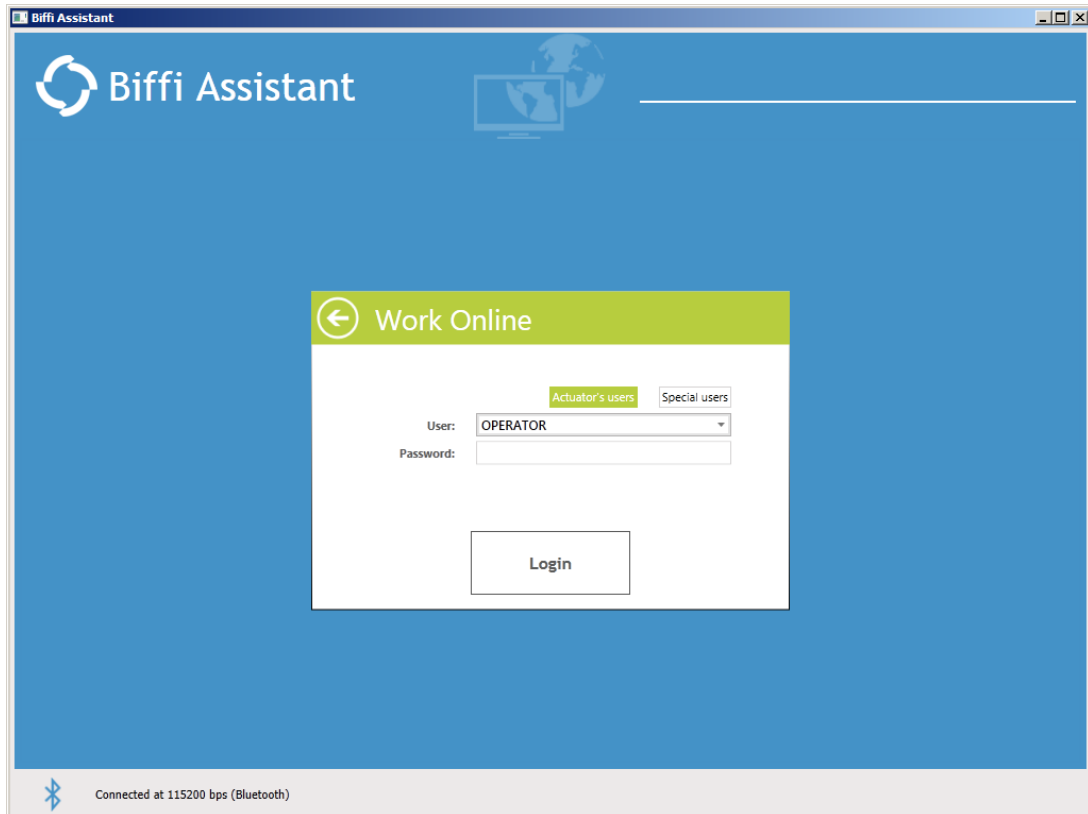 Biffi Assistant
Biffi Assistant
Work Online
Actuator's users Special users
User: OPERATOR
Password:
Login
Connected at 115200 bps (Bluetooth)